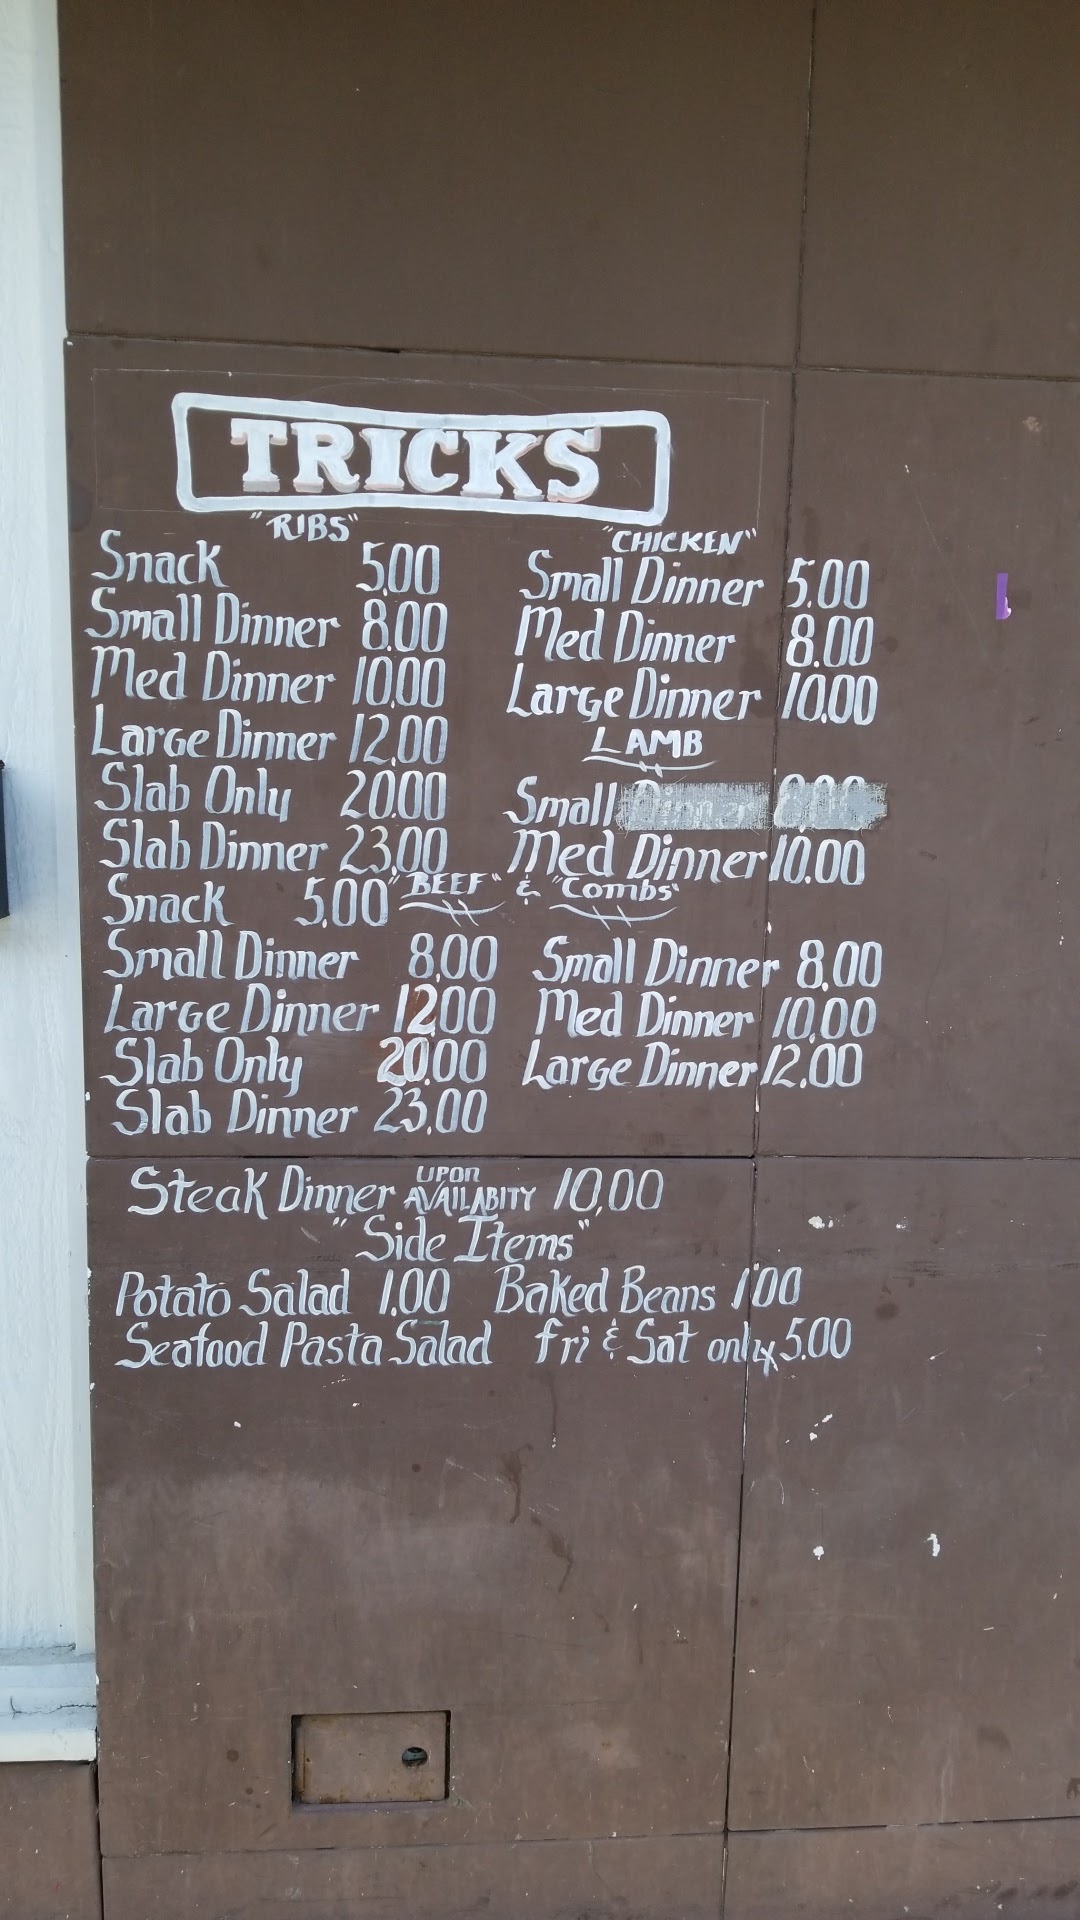 TRICKS
"RIBS"
Snack 5.00
Small Dinner 8.00
Med Dinner 10.00
Large Dinner 12.00
Slab Only 20.00
Slab Dinner 23.00
"CHICKEN"
Small Dinner 5.00
Med Dinner 8.00
Large Dinner 10.00
LAMB
Small Dinner 8.00
Med Dinner 10.00
"BEEF" & "Combs"
Snack 5.00
Small Dinner 8.00
Large Dinner 12.00
Slab Only 20.00
Slab Dinner 23.00
Small Dinner 8.00
Med Dinner 10.00
Large Dinner 12.00
Steak Dinner UPON AVAILABITY 10.00
"Side Items"
Potato Salad 1.00 Baked Beans 1.00
Seafood Pasta Salad fri & Sat only 5.00